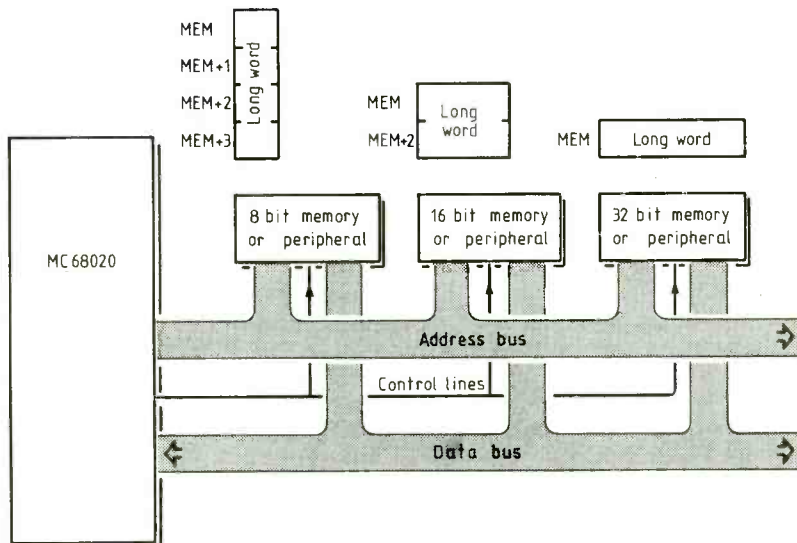 MEM
MEM+1
MEM+2
MEM+3
Long word
MEM
MEM+2
Long
word
MEM
Long word
MC68020
8 bit memory
or peripheral
16 bit memory
or peripheral
32 bit memory
or peripheral
Address bus
Control lines
Data bus